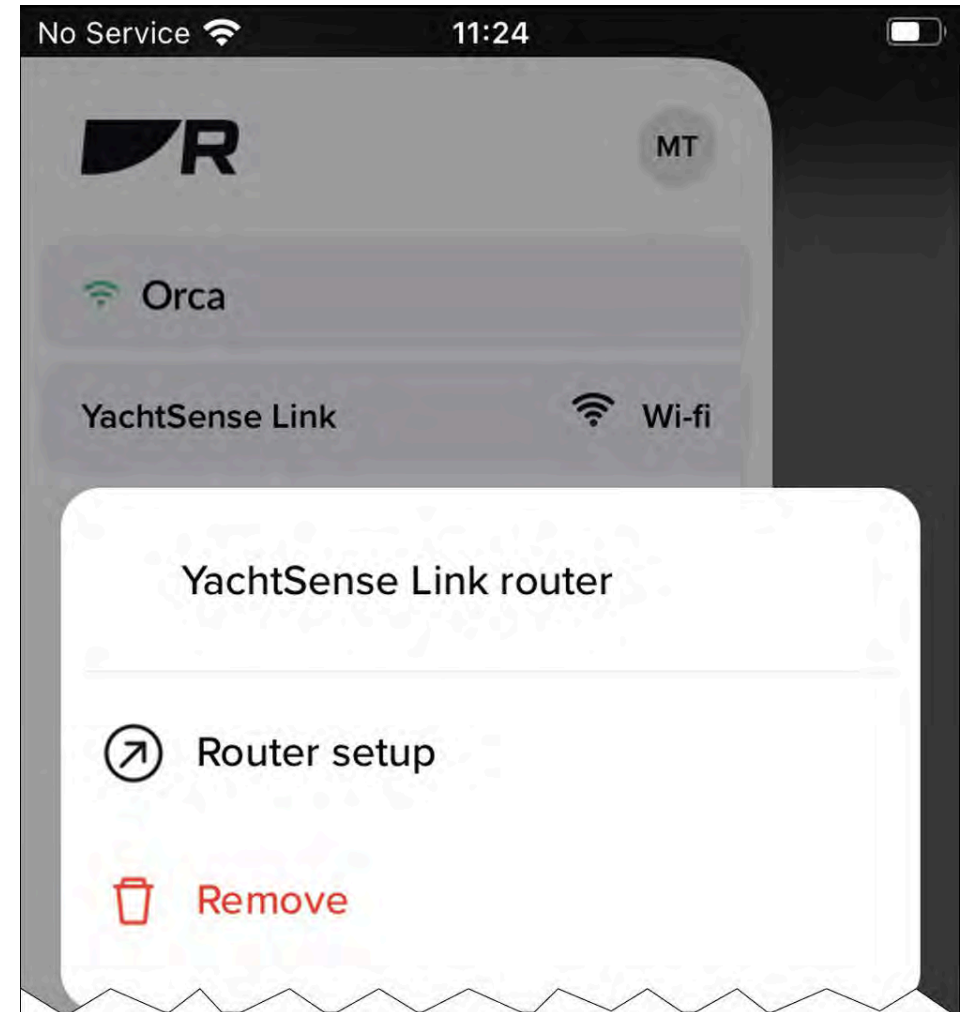 No Service 11:24
R
MT
Orca
YachtSense Link Wi-fi
YachtSense Link router
Router setup
Remove